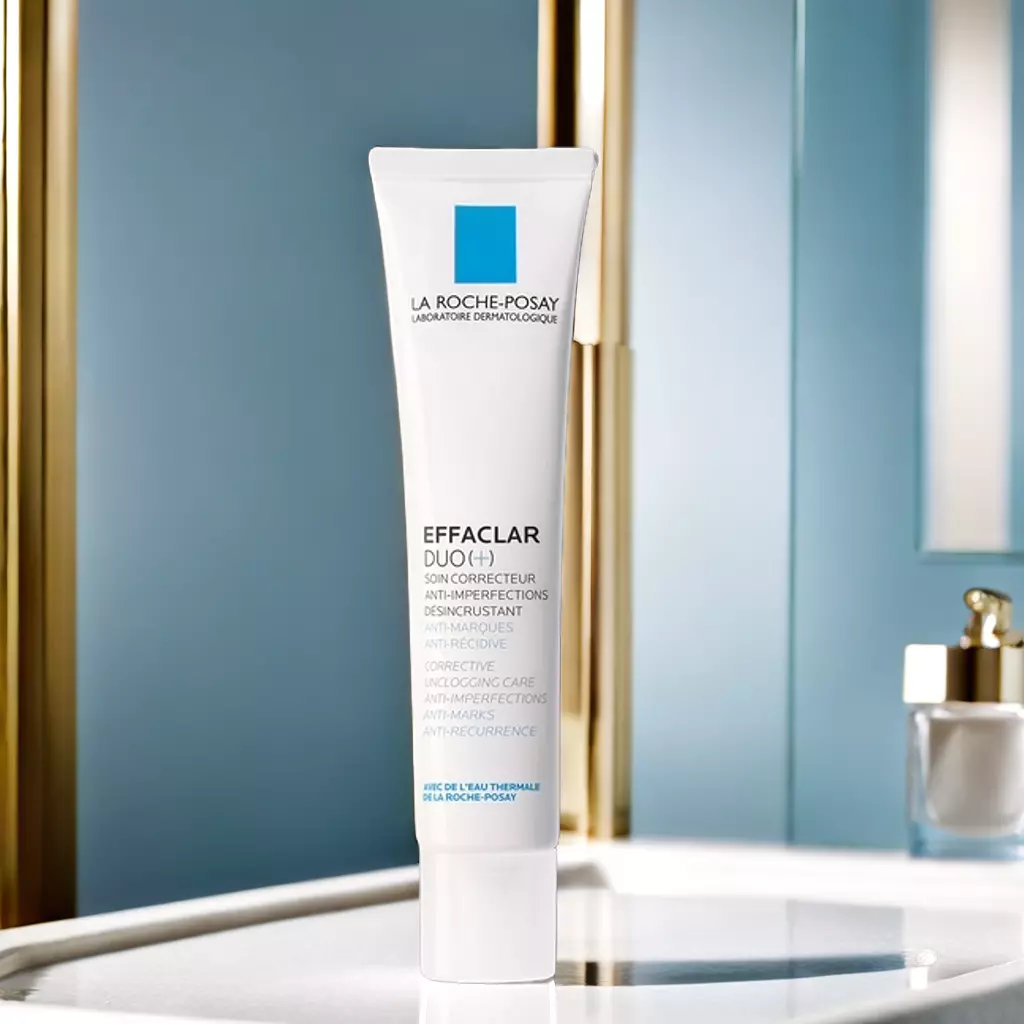 LA ROCHE-POSAY
LABORATOIRE DERMATOLOGIQUE
EFFACLAR
DUO(+)
SOIN CORRECTEUR
ANTI-IMPERFECTIONS
DÉSINCRUSTANT
ANTI-MARQUES
ANTI-RÉCIDIVE
CORRECTIVE
UNCLOGGING CARE
ANTI-IMPERFECTIONS
ANTI-MARKS
ANTI-RECURRENCE
AVEC DE L'EAU THERMALE
DE LA ROCHE-POSAY